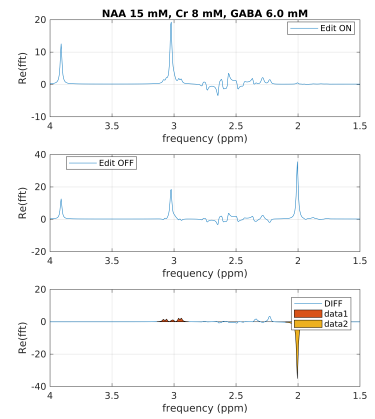 NAA 15 mM, Cr 8 mM, GABA 6.0 mM
20
10
0
-10
Re(fft)
Edit ON
4 3.5 3 2.5 2 1.5
frequency (ppm)
40
20
0
-20
Re(fft)
Edit OFF
4 3.5 3 2.5 2 1.5
frequency (ppm)
20
0
-20
-40
Re(fft)
DIFF
data1
data2
4 3.5 3 2.5 2 1.5
frequency (ppm)